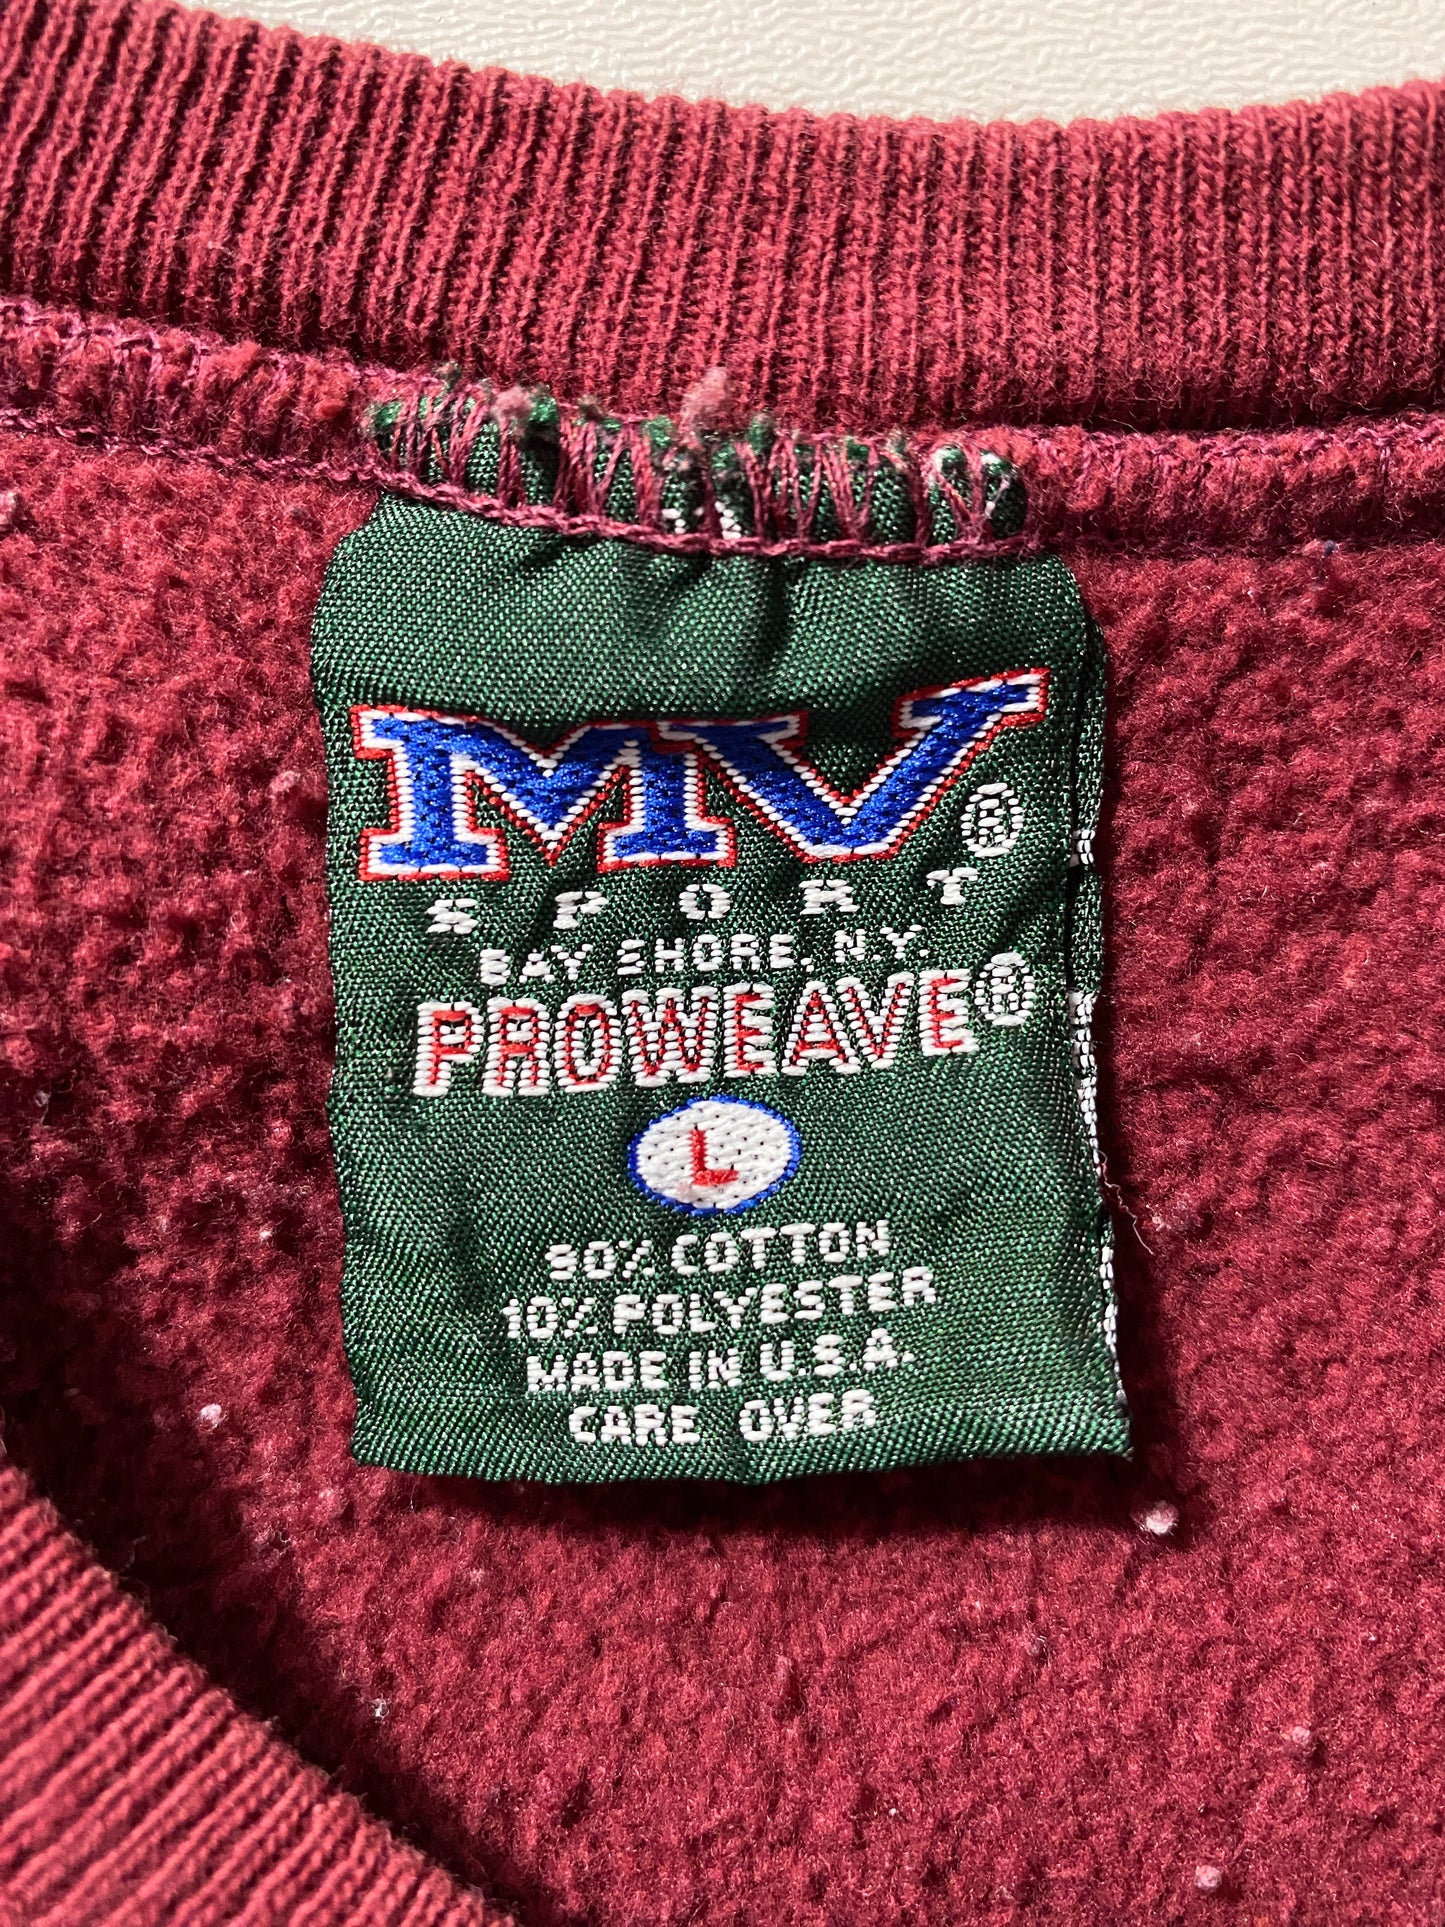 MV®
SPORT
BAY SHORE, N.Y.
PROWEAVE®
L
90% COTTON
10% POLYESTER
MADE IN U.S.A.
CARE OVER